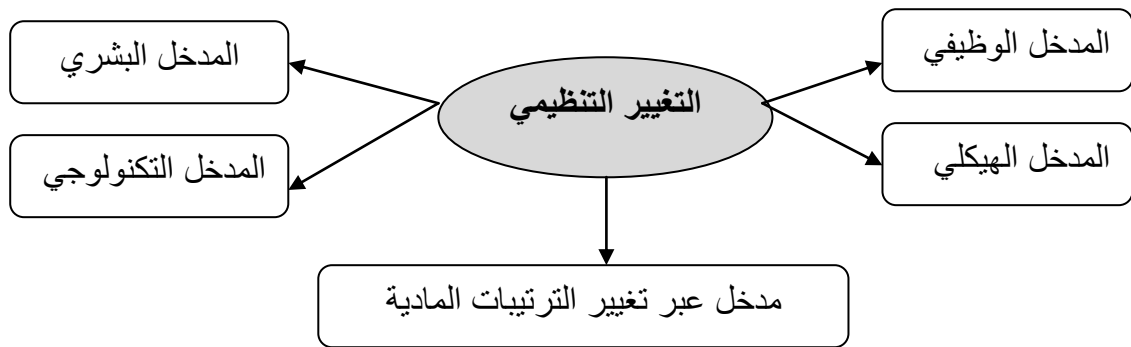 المدخل الوظيفي
المدخل البشري
التغيير التنظيمي
المدخل الهيكلي
المدخل التكنولوجي
مدخل عبر تغيير الترتيبات المادية